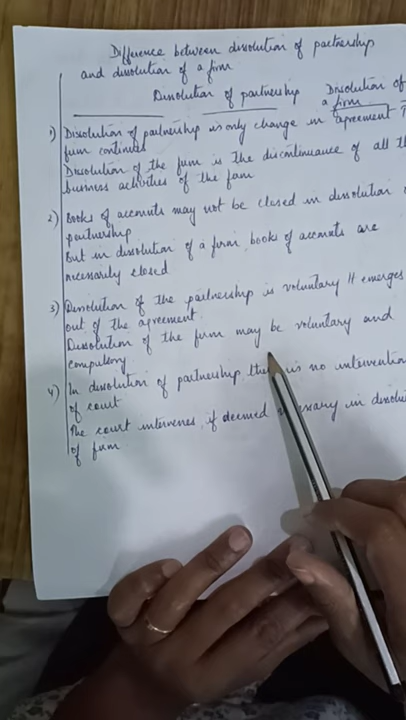 Difference between dissolution of partnership
and dissolution of a firm
Dissolution of partnership
Dissolution of
a firm
1) Dissolution of partnership is only change in agreement
firm continues
Dissolution of the firm is the discontinuance of all th
business activities of the firm
2) Books of accounts may not be closed in dissolution o
partnership
But in dissolution of a firm books of accounts are
necessarily closed
3) Dissolution of the partnership is voluntary It emerges
out of the agreement
Dissolution of the firm may be voluntary and
compulsory
4) In dissolution of partnership there is no intervention
of court
The court intervenes if deemed necessary in dissolu
of firm